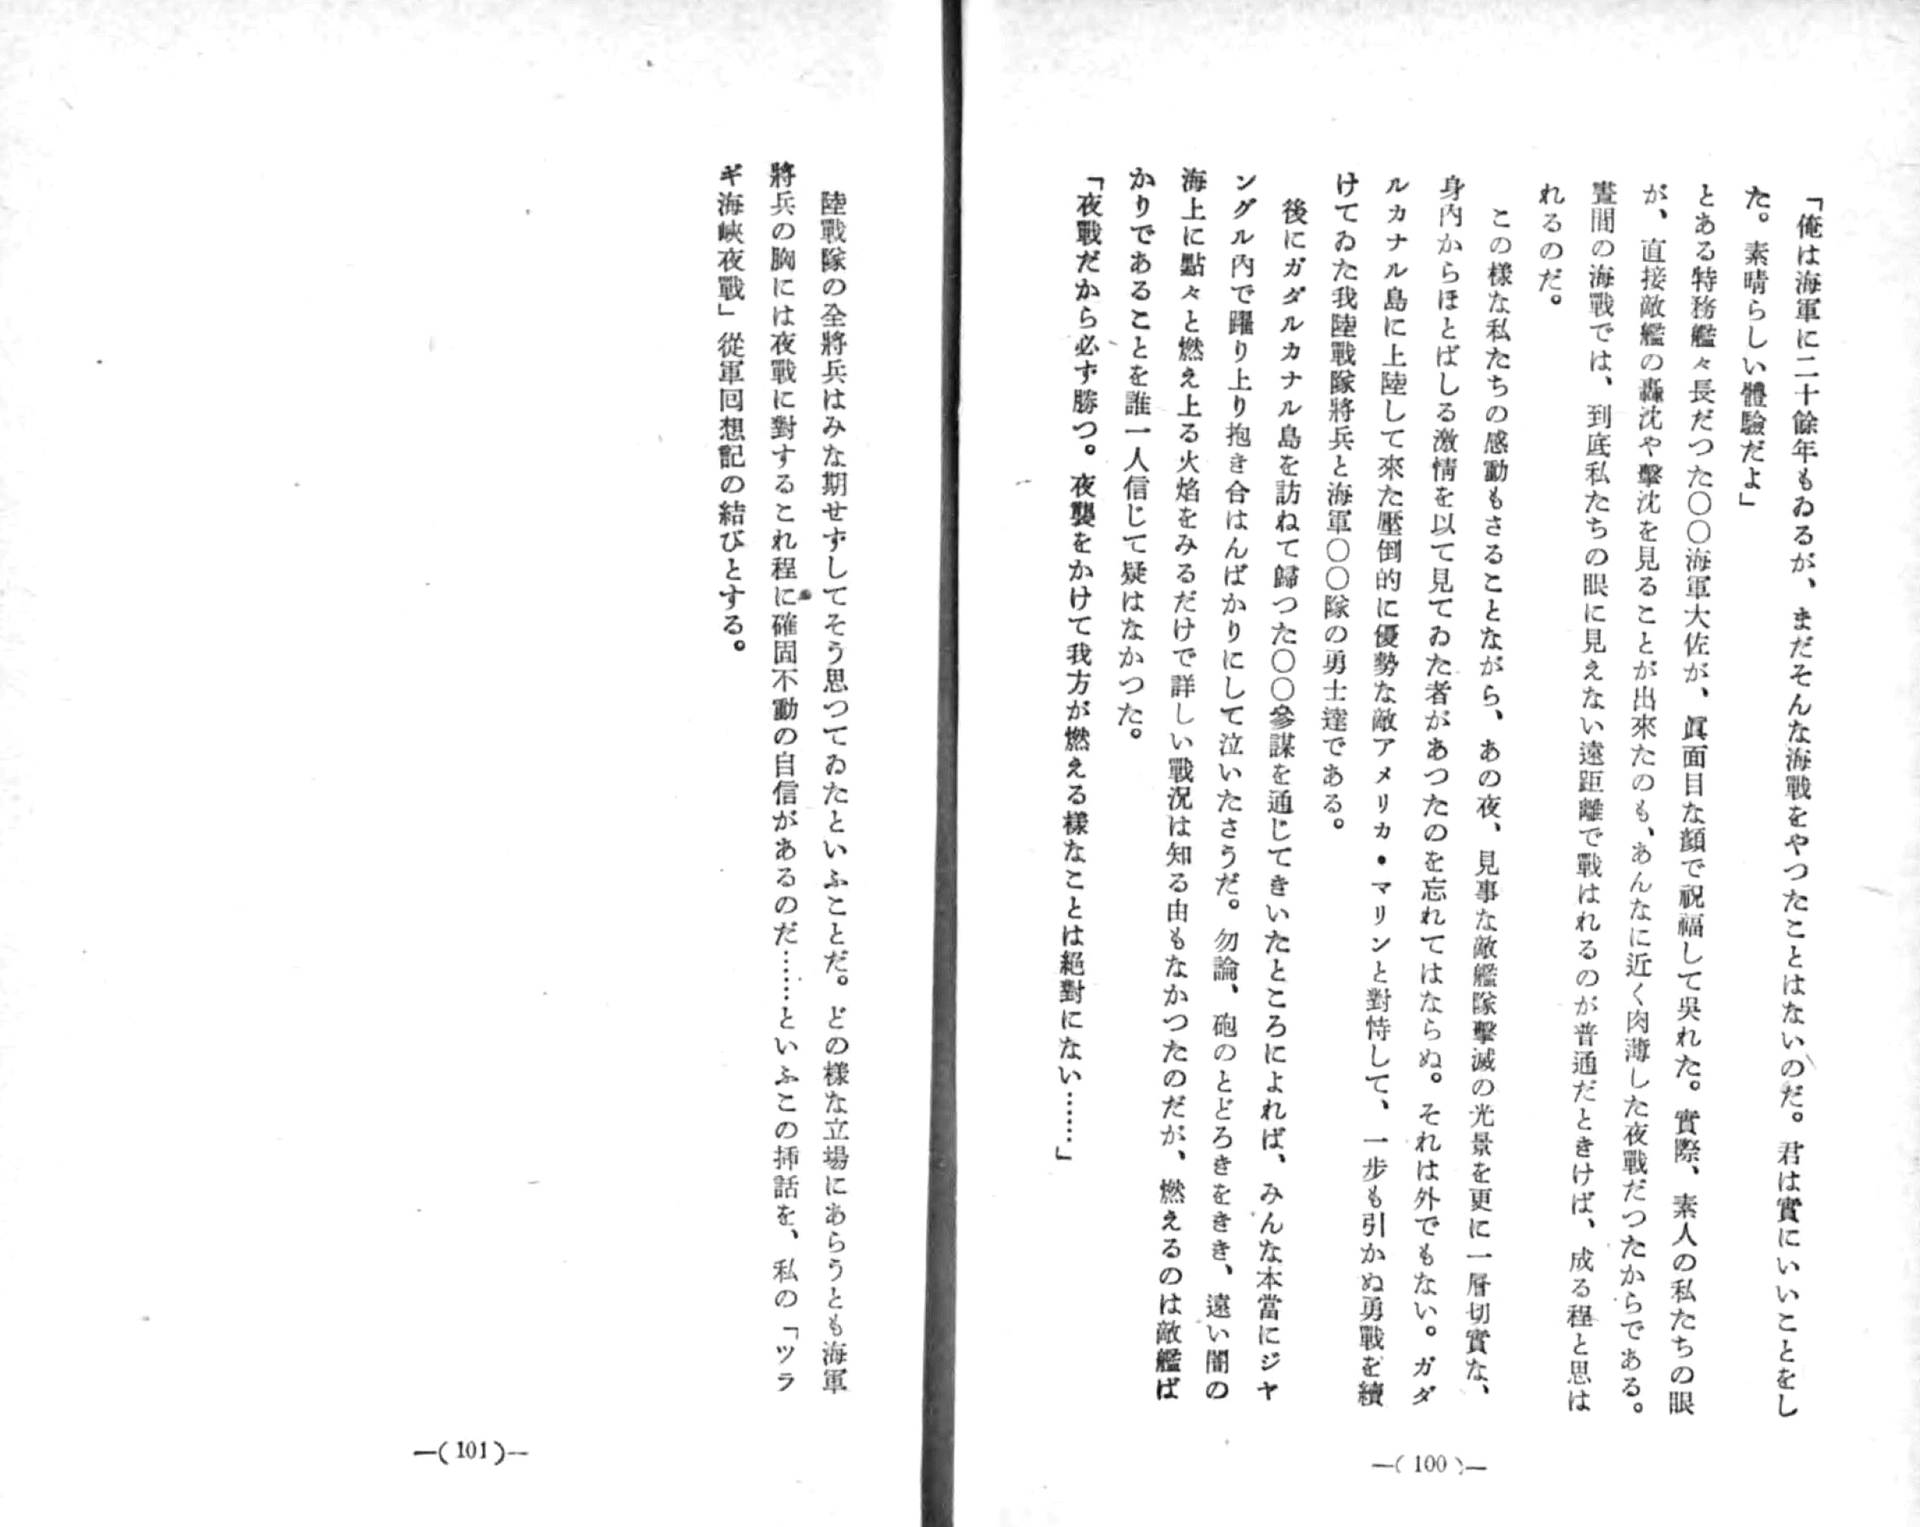 「俺は海軍に二十餘年もゐるが、まだそんな海戰をやつたことはないのだ。君は實にいいことをし
た。素晴らしい體驗だよ」
とある特務艦々長だつた〇〇海軍大佐が、眞面目な顏で祝福して吳れた。實際、素人の私たちの眼
が、直接敵艦の轟沈や擊沈を見ることが出來たのも、あんなに近く肉薄した夜戰だつたからである。
晝間の海戰では、到底私たちの眼に見えない遠距離で戰はれるのが普通だときけば、成る程と思は
れるのだ。
この樣な私たちの感動もさることながら、あの夜、見事な敵艦隊擊滅の光景を更に一層切實な、
身內からほとばしる激情を以て見てゐた者があつたのを忘れてはならぬ。それは外でもない。ガダ
ルカナル島に上陸して來た壓倒的に優勢な敵アメリカ・マリンと對恃して、一步も引かぬ勇戰を續
けてゐた我陸戰隊將兵と海軍〇〇隊の勇士達である。
後にガダルカナル島を訪ねて歸つた〇〇參謀を通じてきいたところによれば、みんな本當にジヤ
ングル內で躍り上り抱き合はんばかりにして泣いたさうだ。勿論、砲のとどろきをきき、遠い闇の
海上に點々と燃え上る火焰をみるだけで詳しい戰況は知る由もなかつたのだが、燃えるのは敵艦ば
かりであることを誰一人信じて疑はなかつた。
「夜戰だから必ず勝つ。夜襲をかけて我方が燃える樣なことは絕對にない……」
—( 100 )—
陸戰隊の全將兵はみな期せずしてそう思つてゐたといふことだ。どの樣な立場にあらうとも海軍
將兵の胸には夜戰に對するこれ程に確固不動の自信があるのだ……といふこの揷話を、私の「ツラ
ギ海峽夜戰」從軍回想記の結びとする。
—( 101 )—